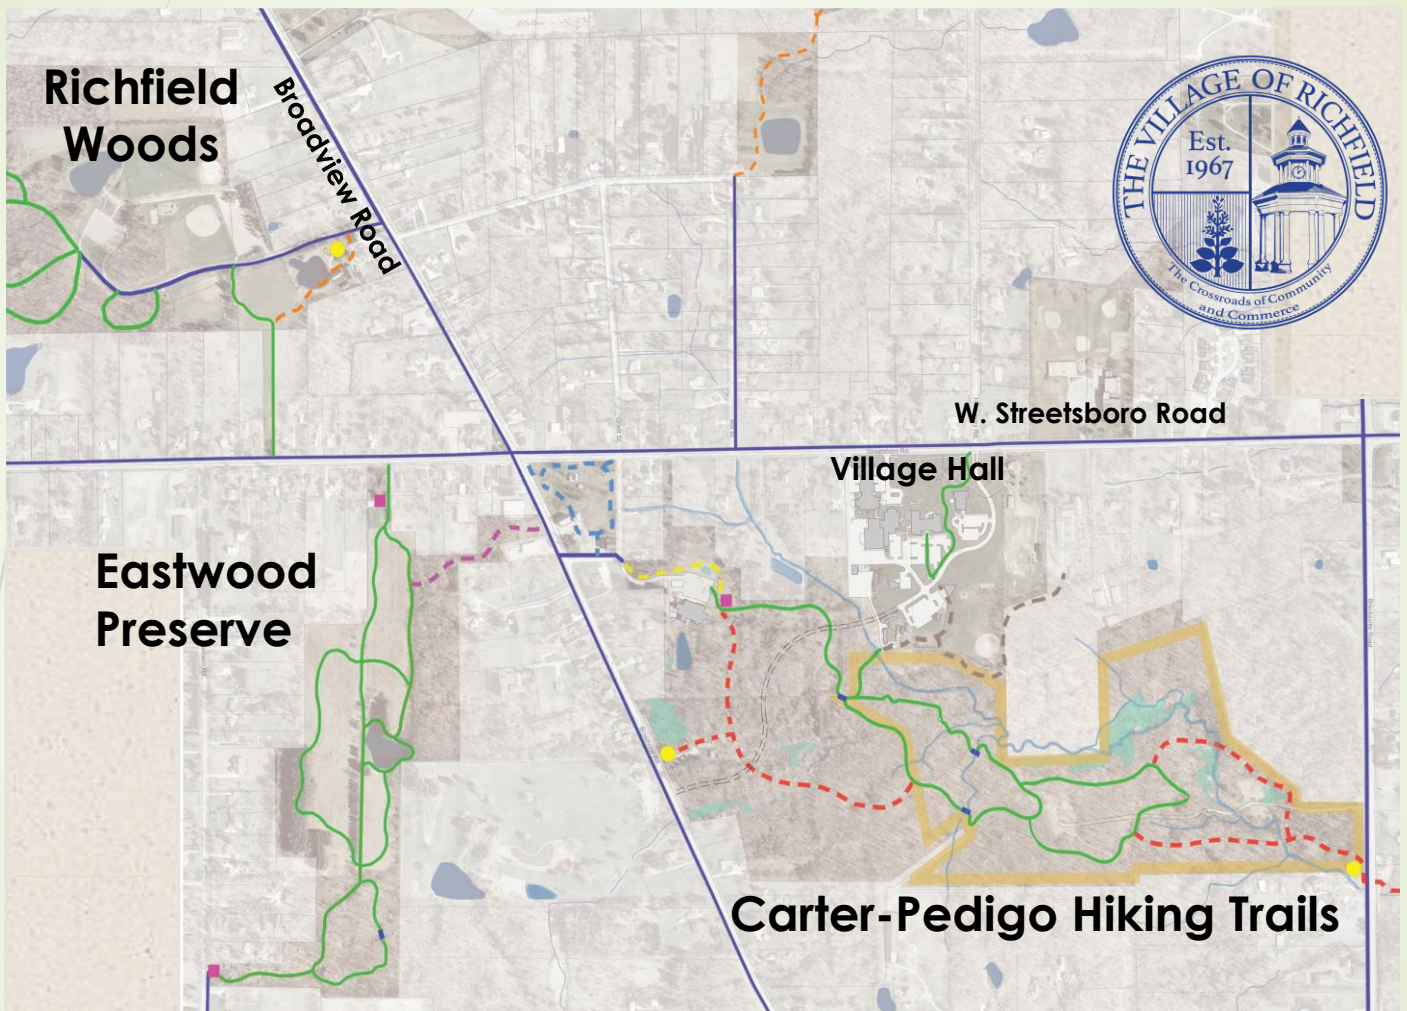 Richfield
Woods
Broadview Road
THE VILLAGE OF RICHFIELD
Est.
1967
The Crossroads of Community
and Commerce
W. Streetsboro Road
Village Hall
Eastwood
Preserve
Carter-Pedigo Hiking Trails